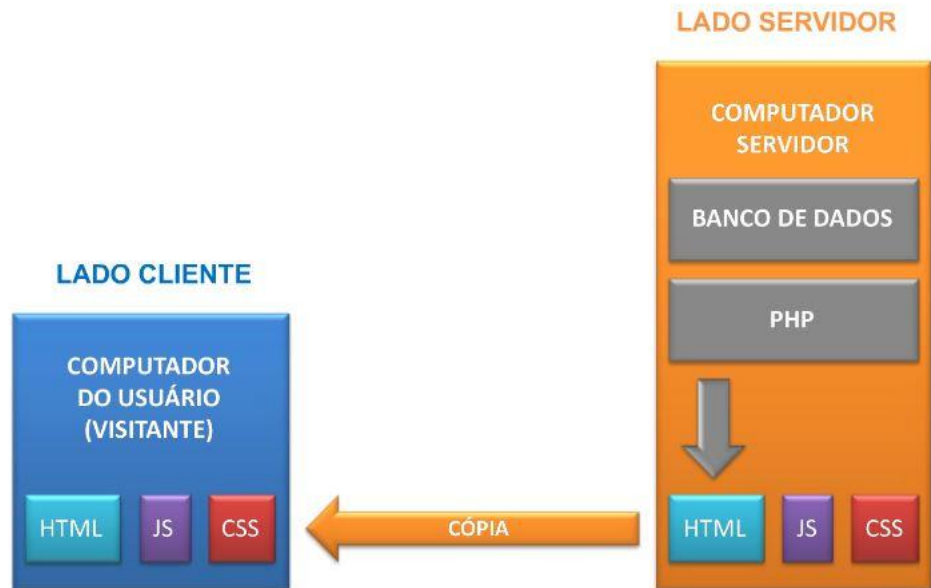 LADO SERVIDOR
COMPUTADOR
SERVIDOR
BANCO DE DADOS
PHP
HTML
JS
CSS
LADO CLIENTE
COMPUTADOR
DO USUÁRIO
(VISITANTE)
HTML
JS
CSS
CÓPIA